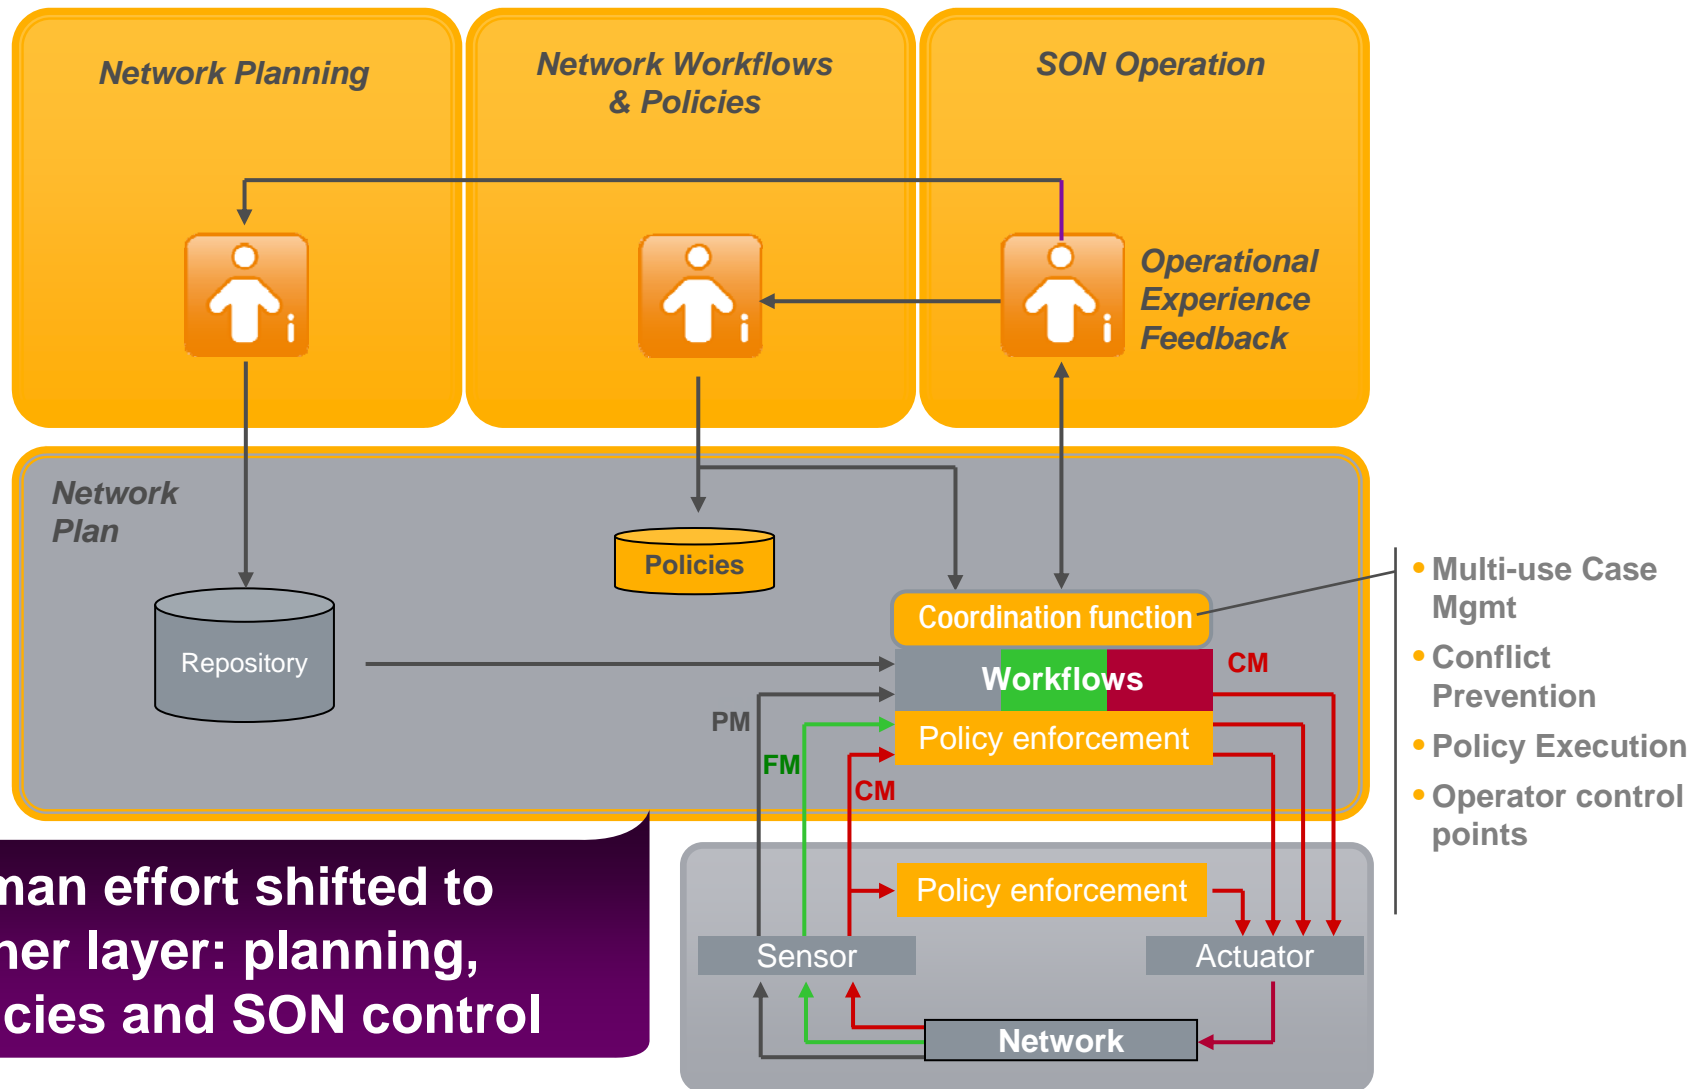 Network Planning
Network Workflows
& Policies
SON Operation
Operational
Experience
Feedback
Network
Plan
Policies
Repository
Coordination function
Workflows
Policy enforcement
CM
PM
FM
CM
Multi-use Case
Mgmt
Conflict
Prevention
Policy Execution
Operator control
points
man effort shifted to
her layer: planning,
cies and SON control
Policy enforcement
Sensor
Actuator
Network